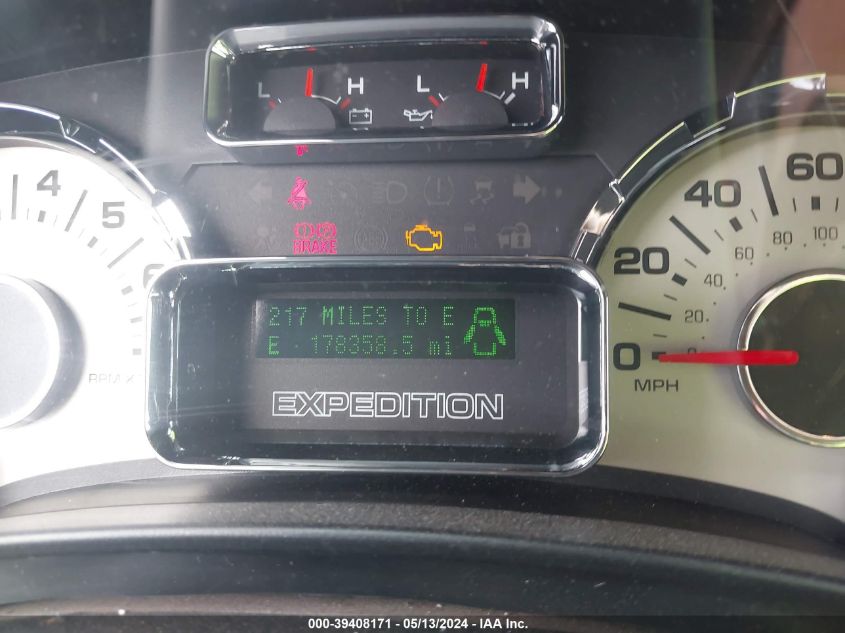 L H L H
4 5 6
BRAKE
217 MILES TO E
E 178358.5 mi
EXPEDITION
0 20 40 60
20 40 60 80 100
MPH
000-39408171 - 05/13/2024 - IAA Inc.